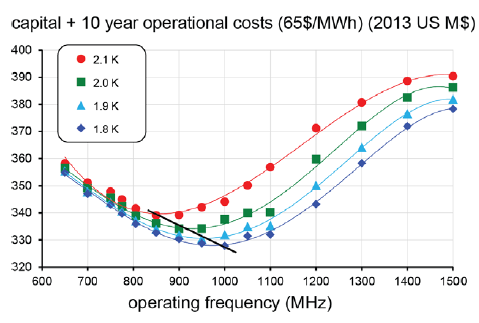 capital + 10 year operational costs (65$/MWh) (2013 US M$)
400
390
380
370
360
350
340
330
320
2.1 K
2.0 K
1.9 K
1.8 K
600 700 800 900 1000 1100 1200 1300 1400 1500
operating frequency (MHz)